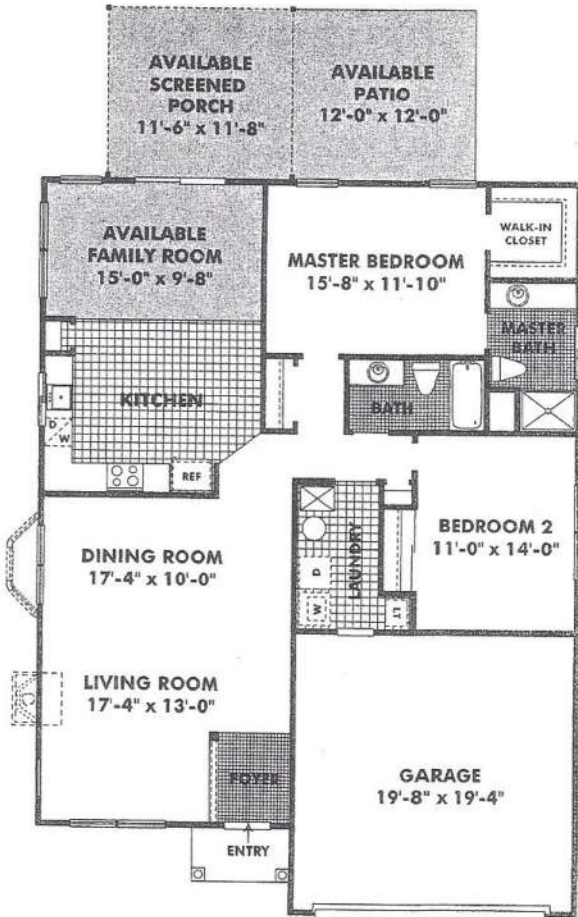 AVAILABLE
SCREENED
PORCH
11'-6" x 11'-8"
AVAILABLE
PATIO
12'-0" x 12'-0"
AVAILABLE
FAMILY ROOM
15'-0" x 9'-8"
MASTER BEDROOM
15'-8" x 11'-10"
WALK-IN
CLOSET
MASTER
BATH
KITCHEN
BATH
D
W
REF
DINING ROOM
17'-4" x 10'-0"
LAUNDRY
D
W
LT
BEDROOM 2
11'-0" x 14'-0"
LIVING ROOM
17'-4" x 13'-0"
FOYER
ENTRY
GARAGE
19'-8" x 19'-4"